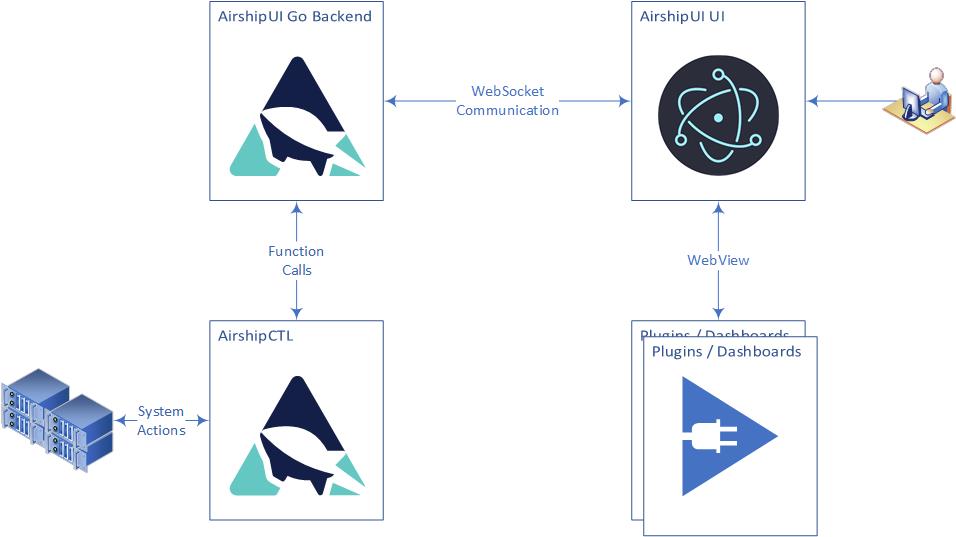 AirshipUI Go Backend
AirshipUI UI
WebSocket
Communication
Function
Calls
WebView
AirshipCTL
Plugins / Dashboards
Plugins / Dashboards
System
Actions